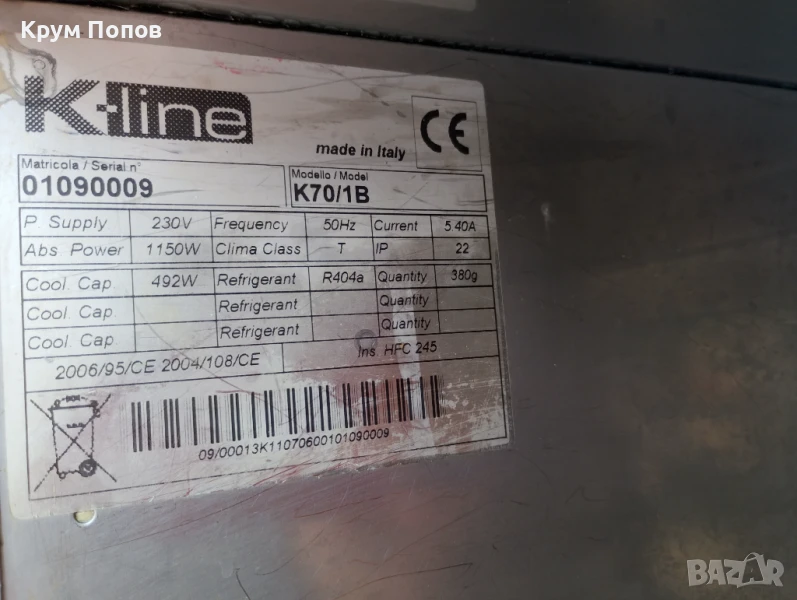 Крум Попов
K-line
made in Italy
CE
Matricola / Serial n°
01090009
Modello / Model
K70/1B
P. Supply 230V Frequency 50Hz Current 5.40A
Abs. Power 1150W Clima Class T IP 22
Cool. Cap. 492W Refrigerant R404a Quantity 380g
Cool. Cap. Refrigerant Quantity
Cool. Cap. Refrigerant Quantity
2006/95/CE 2004/108/CE Ins. HFC 245
09/00013K11070600101090009
BAZAR